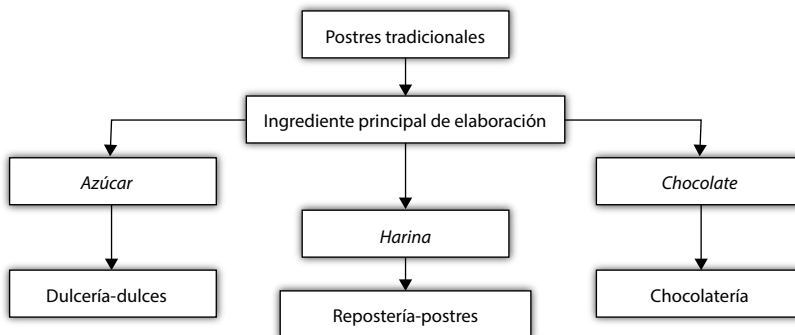 Postres tradicionales
Ingrediente principal de elaboración
Azúcar
Chocolate
Harina
Dulcería-dulces
Chocolatería
Repostería-postres